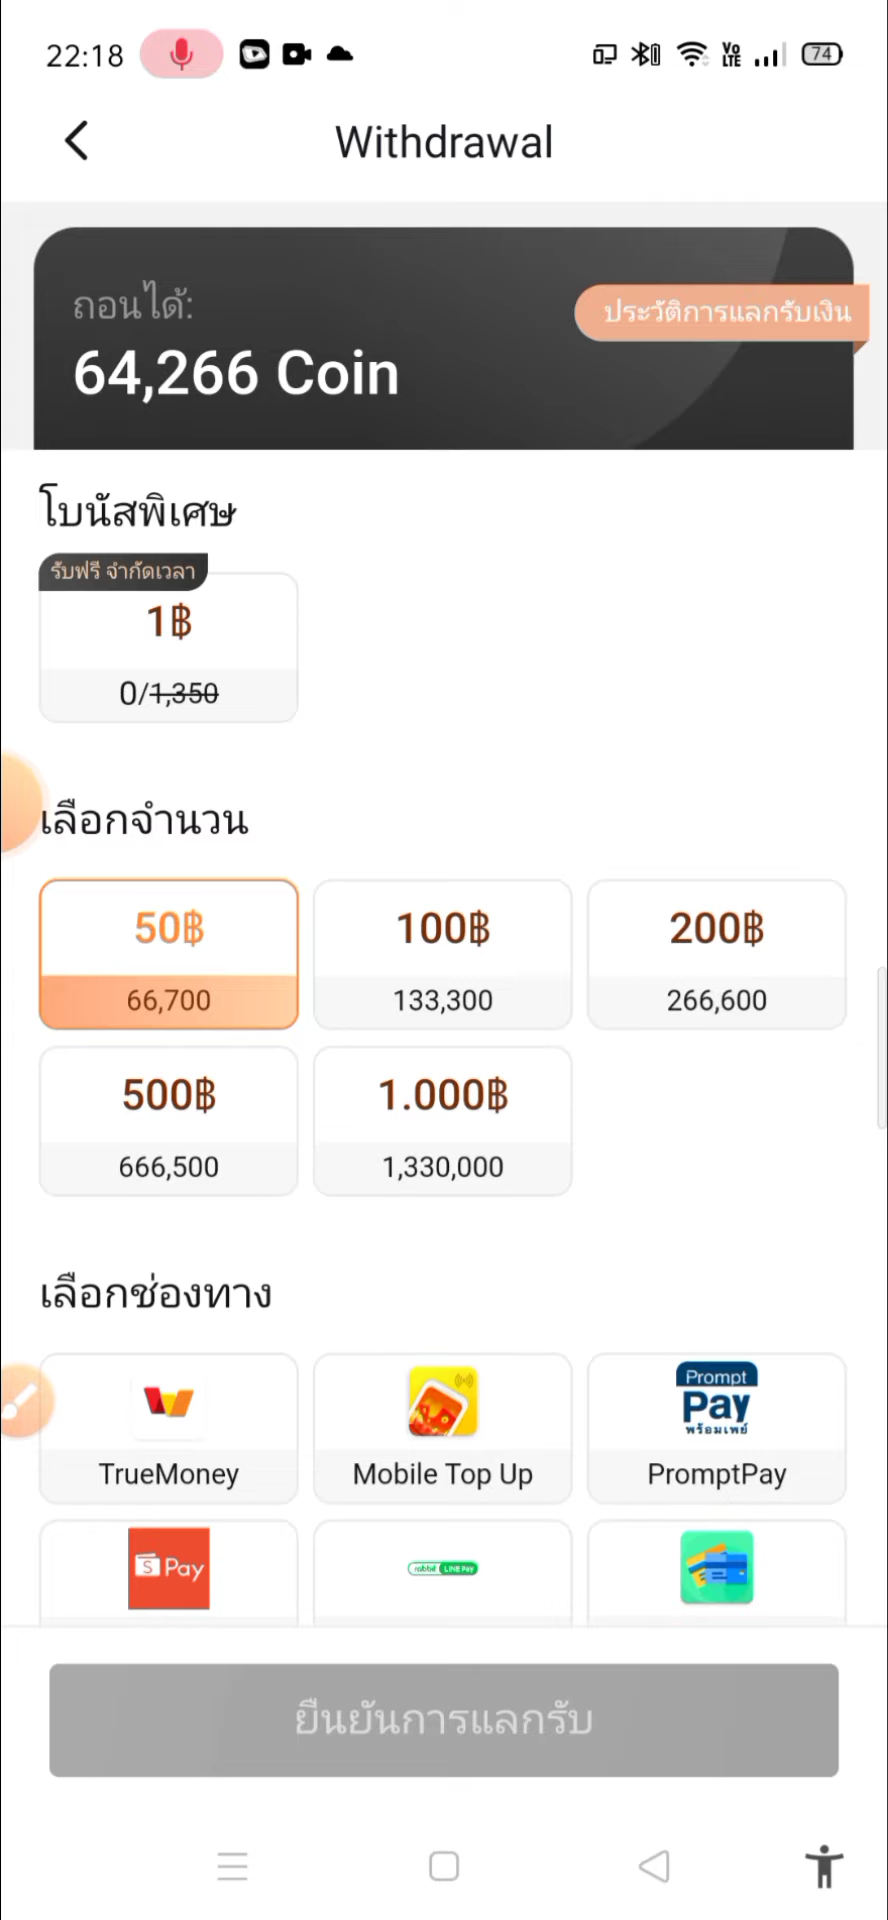 22:18
VO LTE
74
Withdrawal
ถอนได้:
ประวัติการแลกรับเงิน
64,266 Coin
โบนัสพิเศษ
รับฟรี จำกัดเวลา
1฿
0/1,350
เลือกจำนวน
50฿ 100฿ 200฿
66,700 133,300 266,600
500฿ 1.000฿
666,500 1,330,000
เลือกช่องทาง
Prompt
Pay
พร้อมเพย์
TrueMoney Mobile Top Up PromptPay
S Pay rabbit LINE Pay
ยืนยันการแลกรับ